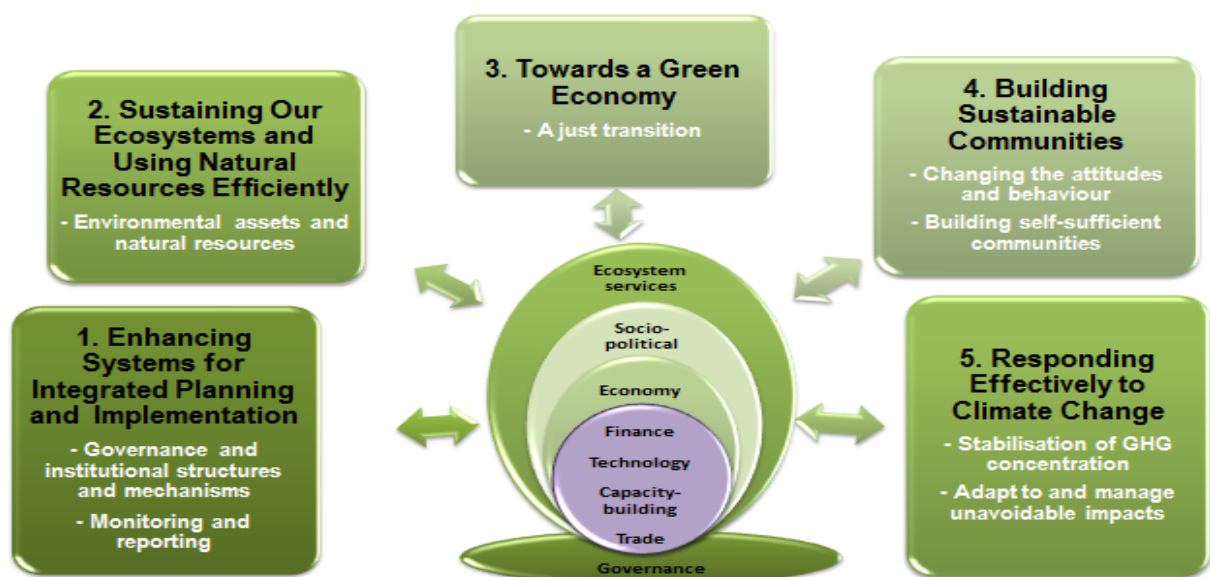 1. Enhancing
Systems for
Integrated Planning
and Implementation
- Governance and
institutional structures
and mechanisms
- Monitoring and
reporting
2. Sustaining Our
Ecosystems and
Using Natural
Resources Efficiently
- Environmental assets and
natural resources
3. Towards a Green
Economy
- A just transition
4. Building
Sustainable
Communities
- Changing the attitudes
and behaviour
- Building self-sufficient
communities
5. Responding
Effectively to
Climate Change
- Stabilisation of GHG
concentration
- Adapt to and manage
unavoidable impacts
Ecosystem
services
Socio-
political
Economy
Finance
Technology
Capacity-
building
Trade
Governance